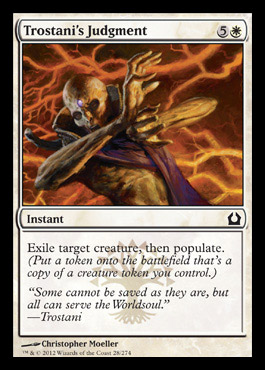 Trostani's Judgment 5
Instant
Exile target creature, then populate.
(Put a token onto the battlefield that's a
copy of a creature token you control.)
"Some cannot be saved as they are, but
all can serve the Worldsoul."
—Trostani
Christopher Moeller
™ & © 2012 Wizards of the Coast 28/274